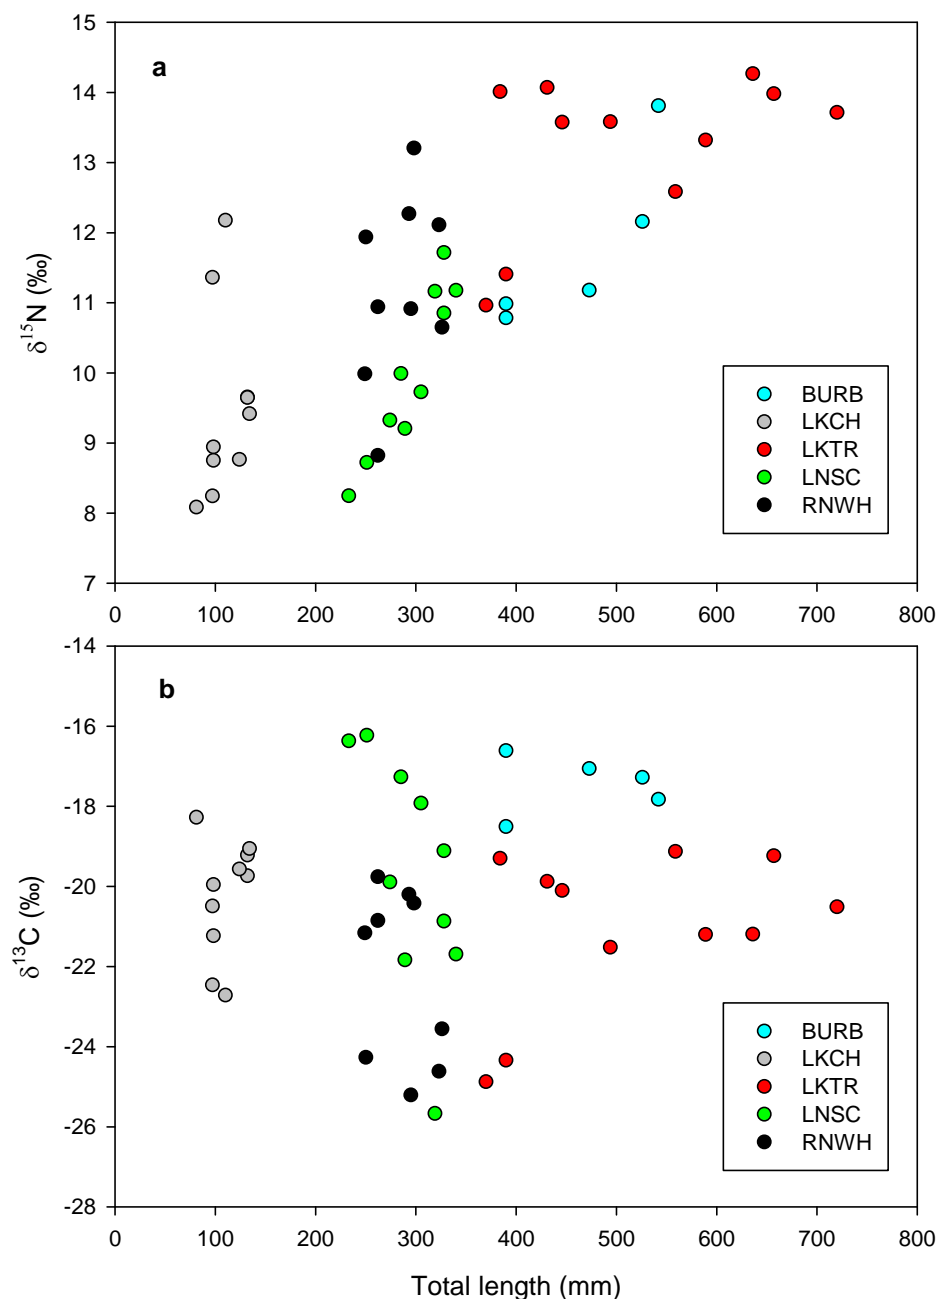 15
a
14
13
12
11
10
9
8
7
δ15N (‰)
BURB
LKCH
LKTR
LNSC
RNWH
0 100 200 300 400 500 600 700 800
-14
b
-16
-18
-20
-22
-24
-26
-28
δ13C (‰)
BURB
LKCH
LKTR
LNSC
RNWH
0 100 200 300 400 500 600 700 800
Total length (mm)